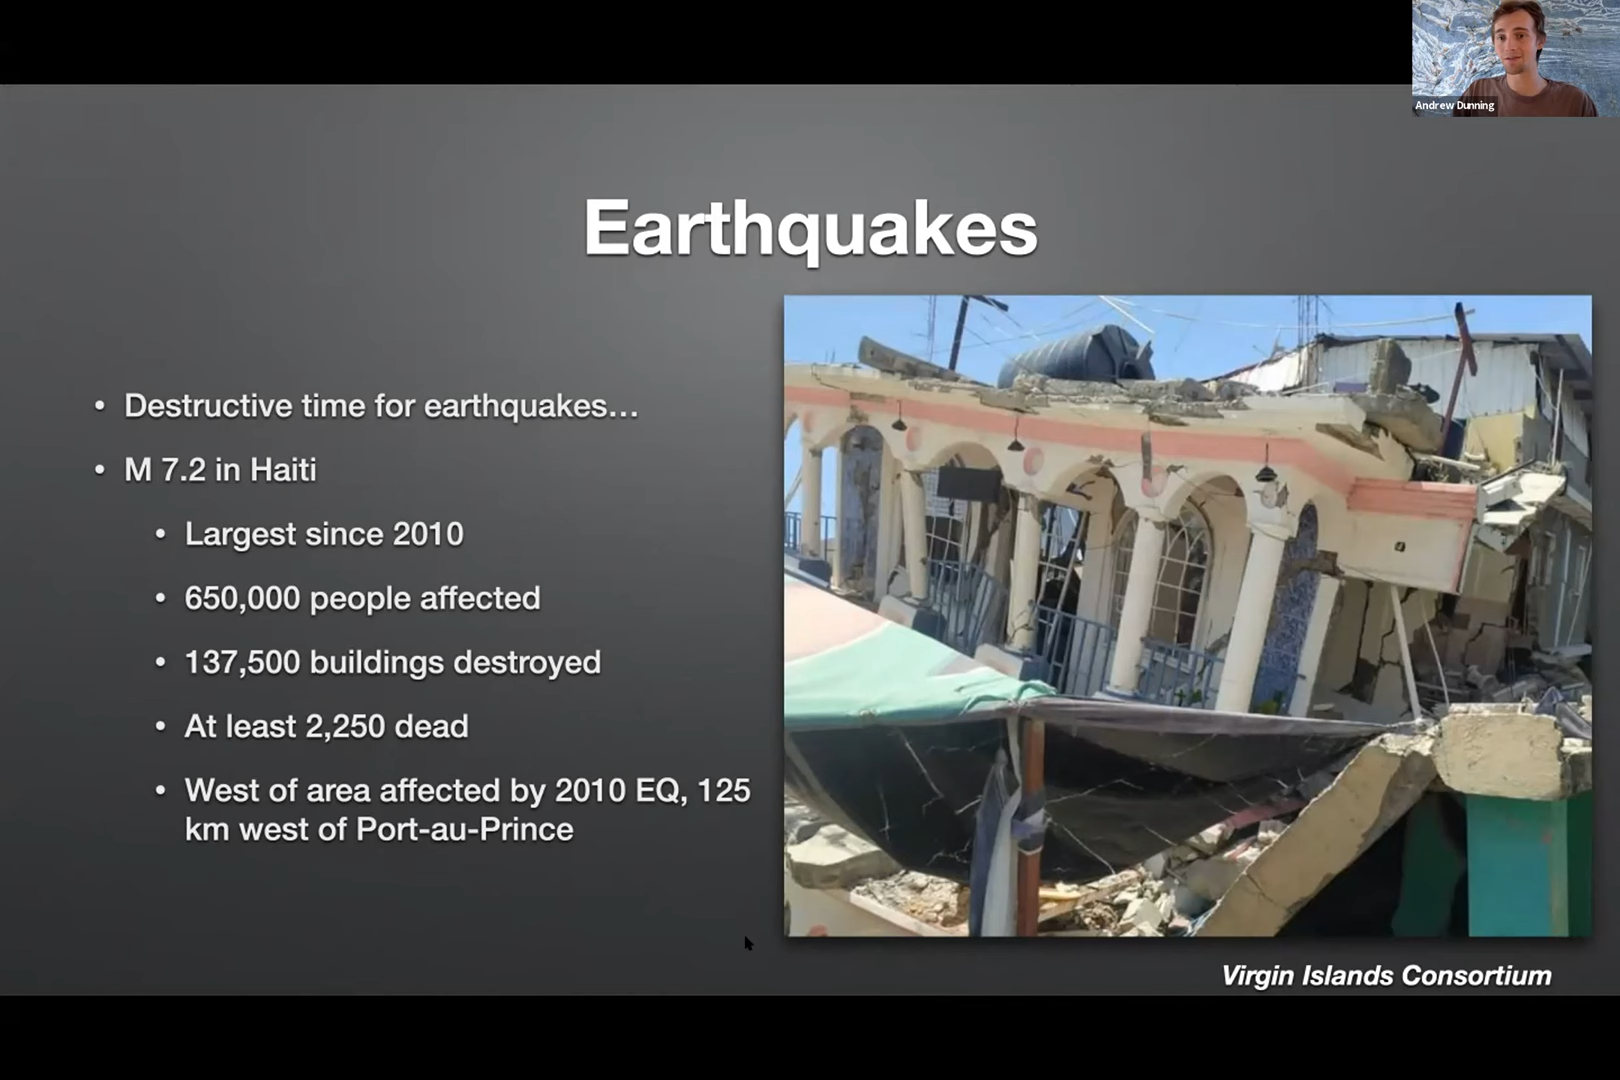 Andrew Dunning
Earthquakes
• Destructive time for earthquakes…
• M 7.2 in Haiti
• Largest since 2010
• 650,000 people affected
• 137,500 buildings destroyed
• At least 2,250 dead
• West of area affected by 2010 EQ, 125
km west of Port-au-Prince
Virgin Islands Consortium